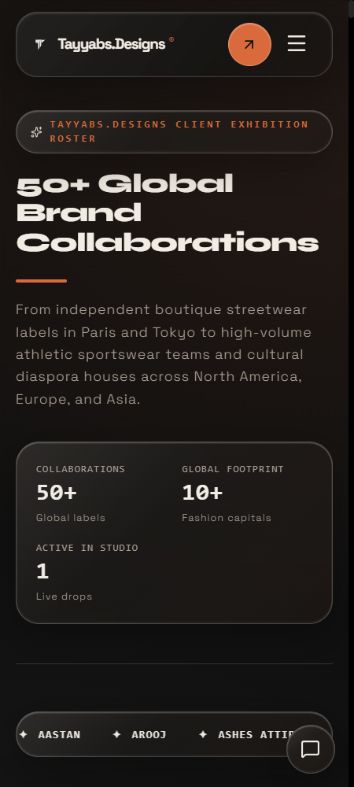 Tayyabs.Designs ®
TAYYABS.DESIGNS CLIENT EXHIBITION
ROSTER
50+ Global
Brand
Collaborations
From independent boutique streetwear
labels in Paris and Tokyo to high-volume
athletic sportswear teams and cultural
diaspora houses across North America,
Europe, and Asia.
COLLABORATIONS
50+
Global labels
GLOBAL FOOTPRINT
10+
Fashion capitals
ACTIVE IN STUDIO
1
Live drops
✦ AASTAN ✦ AROOJ ✦ ASHES